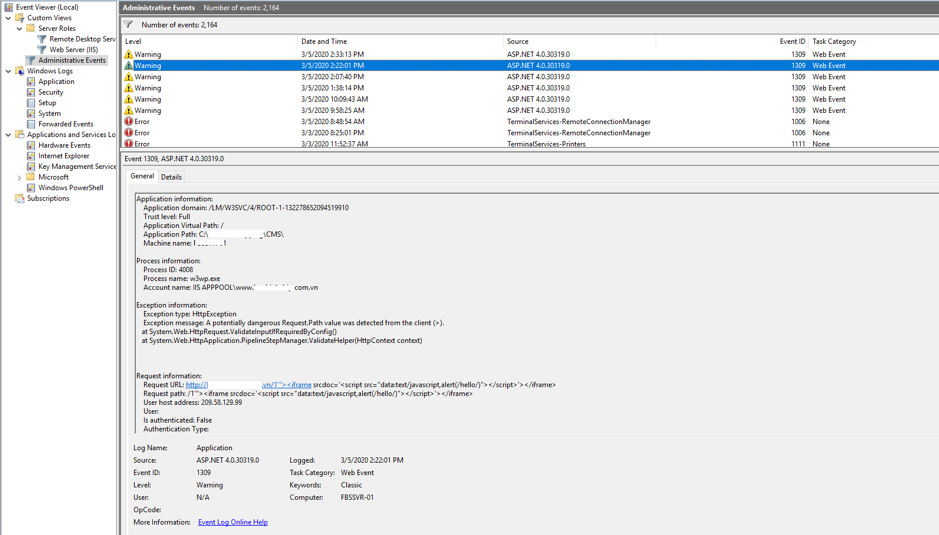 Event Viewer (Local)
Custom Views
Server Roles
Remote Desktop Serv
Web Server (IIS)
Administrative Events
Windows Logs
Application
Security
Setup
System
Forwarded Events
Applications and Services Lo
Hardware Events
Internet Explorer
Key Management Service
Microsoft
Windows PowerShell
Subscriptions
Administrative Events Number of events: 2,164
Number of events: 2,164
Level Date and Time Source Event ID Task Category
Warning 3/5/2020 2:33:13 PM ASP.NET 4.0.30319.0 1309 Web Event
Warning 3/5/2020 2:22:01 PM ASP.NET 4.0.30319.0 1309 Web Event
Warning 3/5/2020 2:07:40 PM ASP.NET 4.0.30319.0 1309 Web Event
Warning 3/5/2020 1:38:14 PM ASP.NET 4.0.30319.0 1309 Web Event
Warning 3/5/2020 10:09:43 AM ASP.NET 4.0.30319.0 1309 Web Event
Warning 3/5/2020 9:58:25 AM ASP.NET 4.0.30319.0 1309 Web Event
Error 3/5/2020 8:48:54 AM TerminalServices-RemoteConnectionManager 1006 None
Error 3/3/2020 8:25:01 PM TerminalServices-RemoteConnectionManager 1006 None
Error 3/3/2020 11:52:37 AM TerminalServices-Printers 1111 None
Event 1309, ASP.NET 4.0.30319.0
General Details
Application information:
Application domain: /LM/W3SVC/4/ROOT-1-132278652094519910
Trust level: Full
Application Virtual Path: /
Application Path: C:\ \CMS\
Machine name:
Process information:
Process ID: 4008
Process name: w3wp.exe
Account name: IIS APPPOOL\www. com.vn
Exception information:
Exception type: HttpException
Exception message: A potentially dangerous Request.Path value was detected from the client (>).
at System.Web.HttpRequest.ValidateInputIfRequiredByConfig()
at System.Web.HttpApplication.PipelineStepManager.ValidateHelper(HttpContext context)
Request information:
Request URL: http:// .vn/1'"><iframe srcdoc='<script src="data:text/javascript,alert(/hello/)"></script>'></iframe>
Request path: /1'"><iframe srcdoc='<script src="data:text/javascript,alert(/hello/)"></script>'></iframe>
User host address: 209.58.129.99
User:
Is authenticated: False
Authentication Type:
Log Name: Application
Source: ASP.NET 4.0.30319.0 Logged: 3/5/2020 2:22:01 PM
Event ID: 1309 Task Category: Web Event
Level: Warning Keywords: Classic
User: N/A Computer: FBSSVR-01
OpCode:
More Information: Event Log Online Help